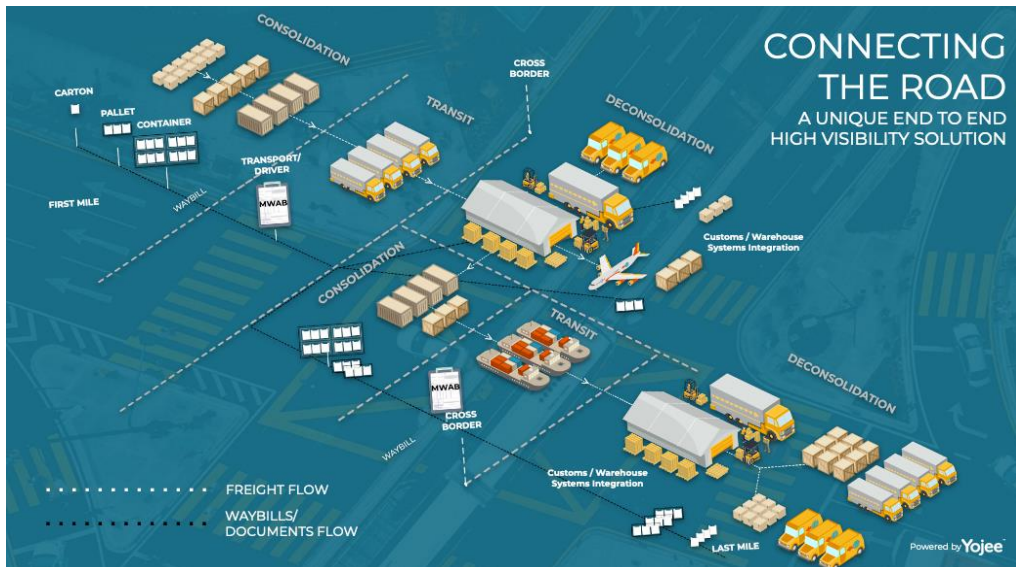 CONNECTING
THE ROAD
A UNIQUE END TO END
HIGH VISIBILITY SOLUTION
CONSOLIDATION
CROSS
BORDER
CARTON
PALLET
CONTAINER
TRANSIT
DECONSOLIDATION
TRANSPORT/
DRIVER
MWAB
FIRST MILE
WAYBILL
Customs / Warehouse
Systems Integration
CONSOLIDATION
TRANSIT
MWAB
CROSS
BORDER
WAYBILL
DECONSOLIDATION
Customs / Warehouse
Systems Integration
FREIGHT FLOW
WAYBILLS/
DOCUMENTS FLOW
LAST MILE
Powered by Yojee